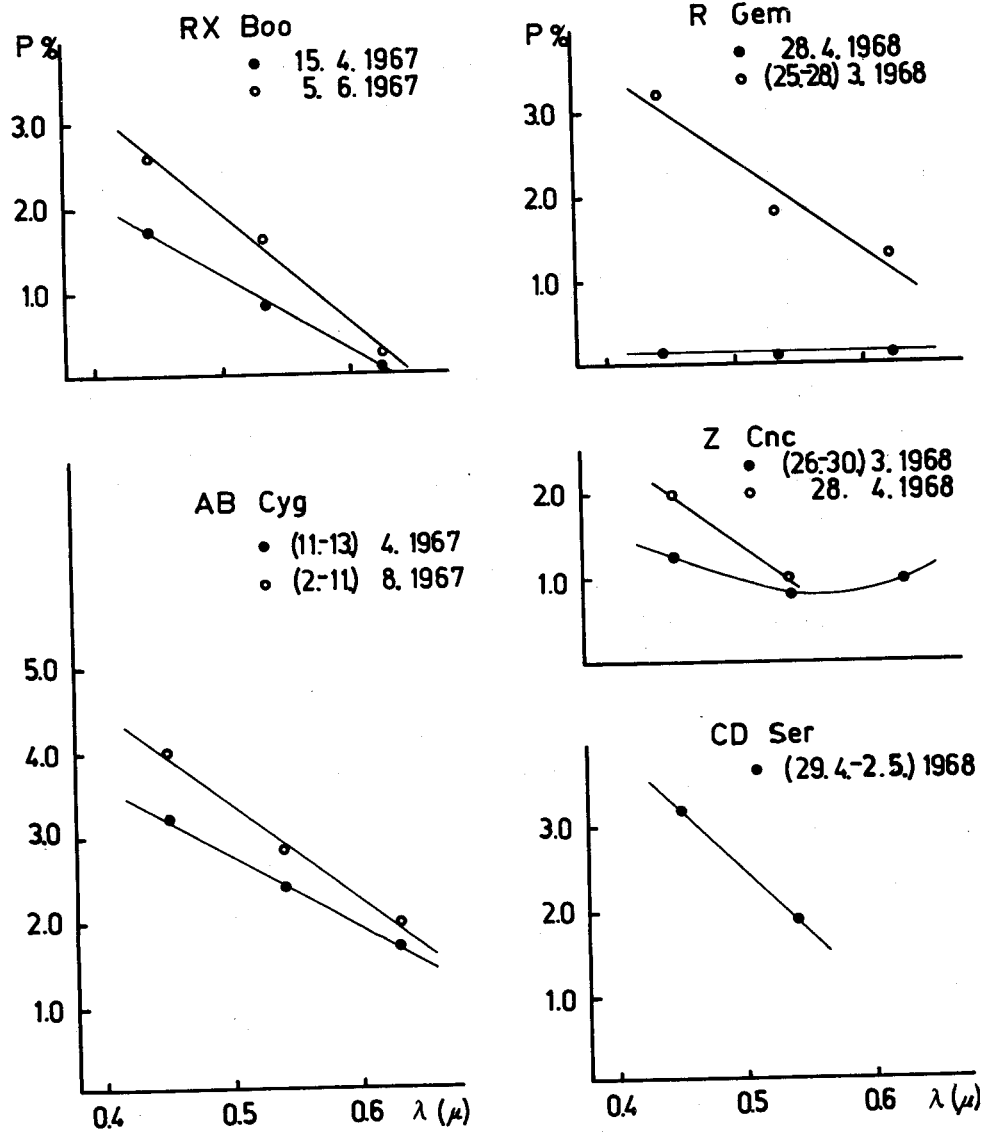 RX Boo
P %
15. 4. 1967
5. 6. 1967
3.0
2.0
1.0
R Gem
P %
28. 4. 1968
(25.-28.) 3. 1968
3.0
2.0
1.0
AB Cyg
(11.-13.) 4. 1967
(2.-11.) 8. 1967
5.0
4.0
3.0
2.0
1.0
0.4 0.5 0.6 λ (μ)
Z Cnc
(26.-30.) 3. 1968
28. 4. 1968
2.0
1.0
CD Ser
(29. 4.-2.5.) 1968
3.0
2.0
1.0
0.4 0.5 0.6 λ (μ)